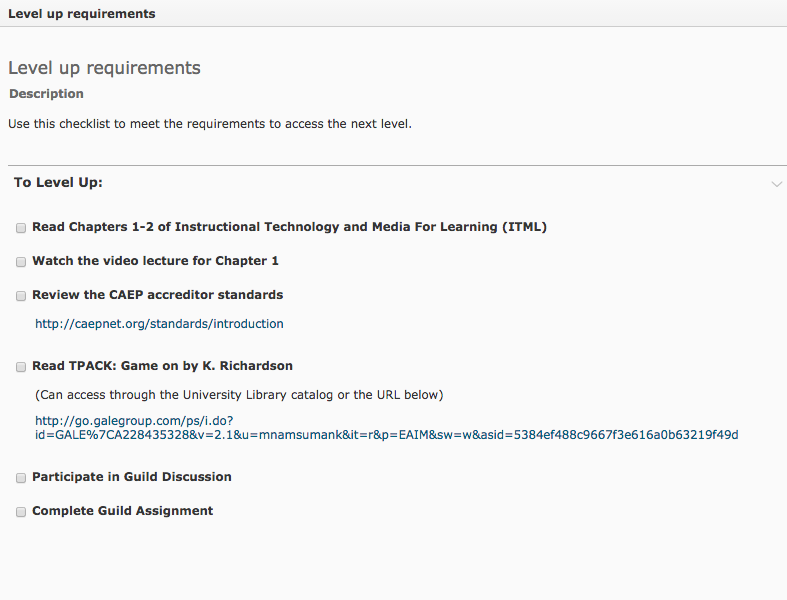 Level up requirements
Level up requirements
Description
Use this checklist to meet the requirements to access the next level.
To Level Up:
Read Chapters 1-2 of Instructional Technology and Media For Learning (ITML)
Watch the video lecture for Chapter 1
Review the CAEP accreditor standards
http://caepnet.org/standards/introduction
Read TPACK: Game on by K. Richardson
(Can access through the University Library catalog or the URL below)
http://go.galegroup.com/ps/i.do?
id=GALE%7CA228435328&v=2.1&u=mnamsumank&it=r&p=EAIM&sw=w&asid=5384ef488c9667f3e616a0b63219f49d
Participate in Guild Discussion
Complete Guild Assignment